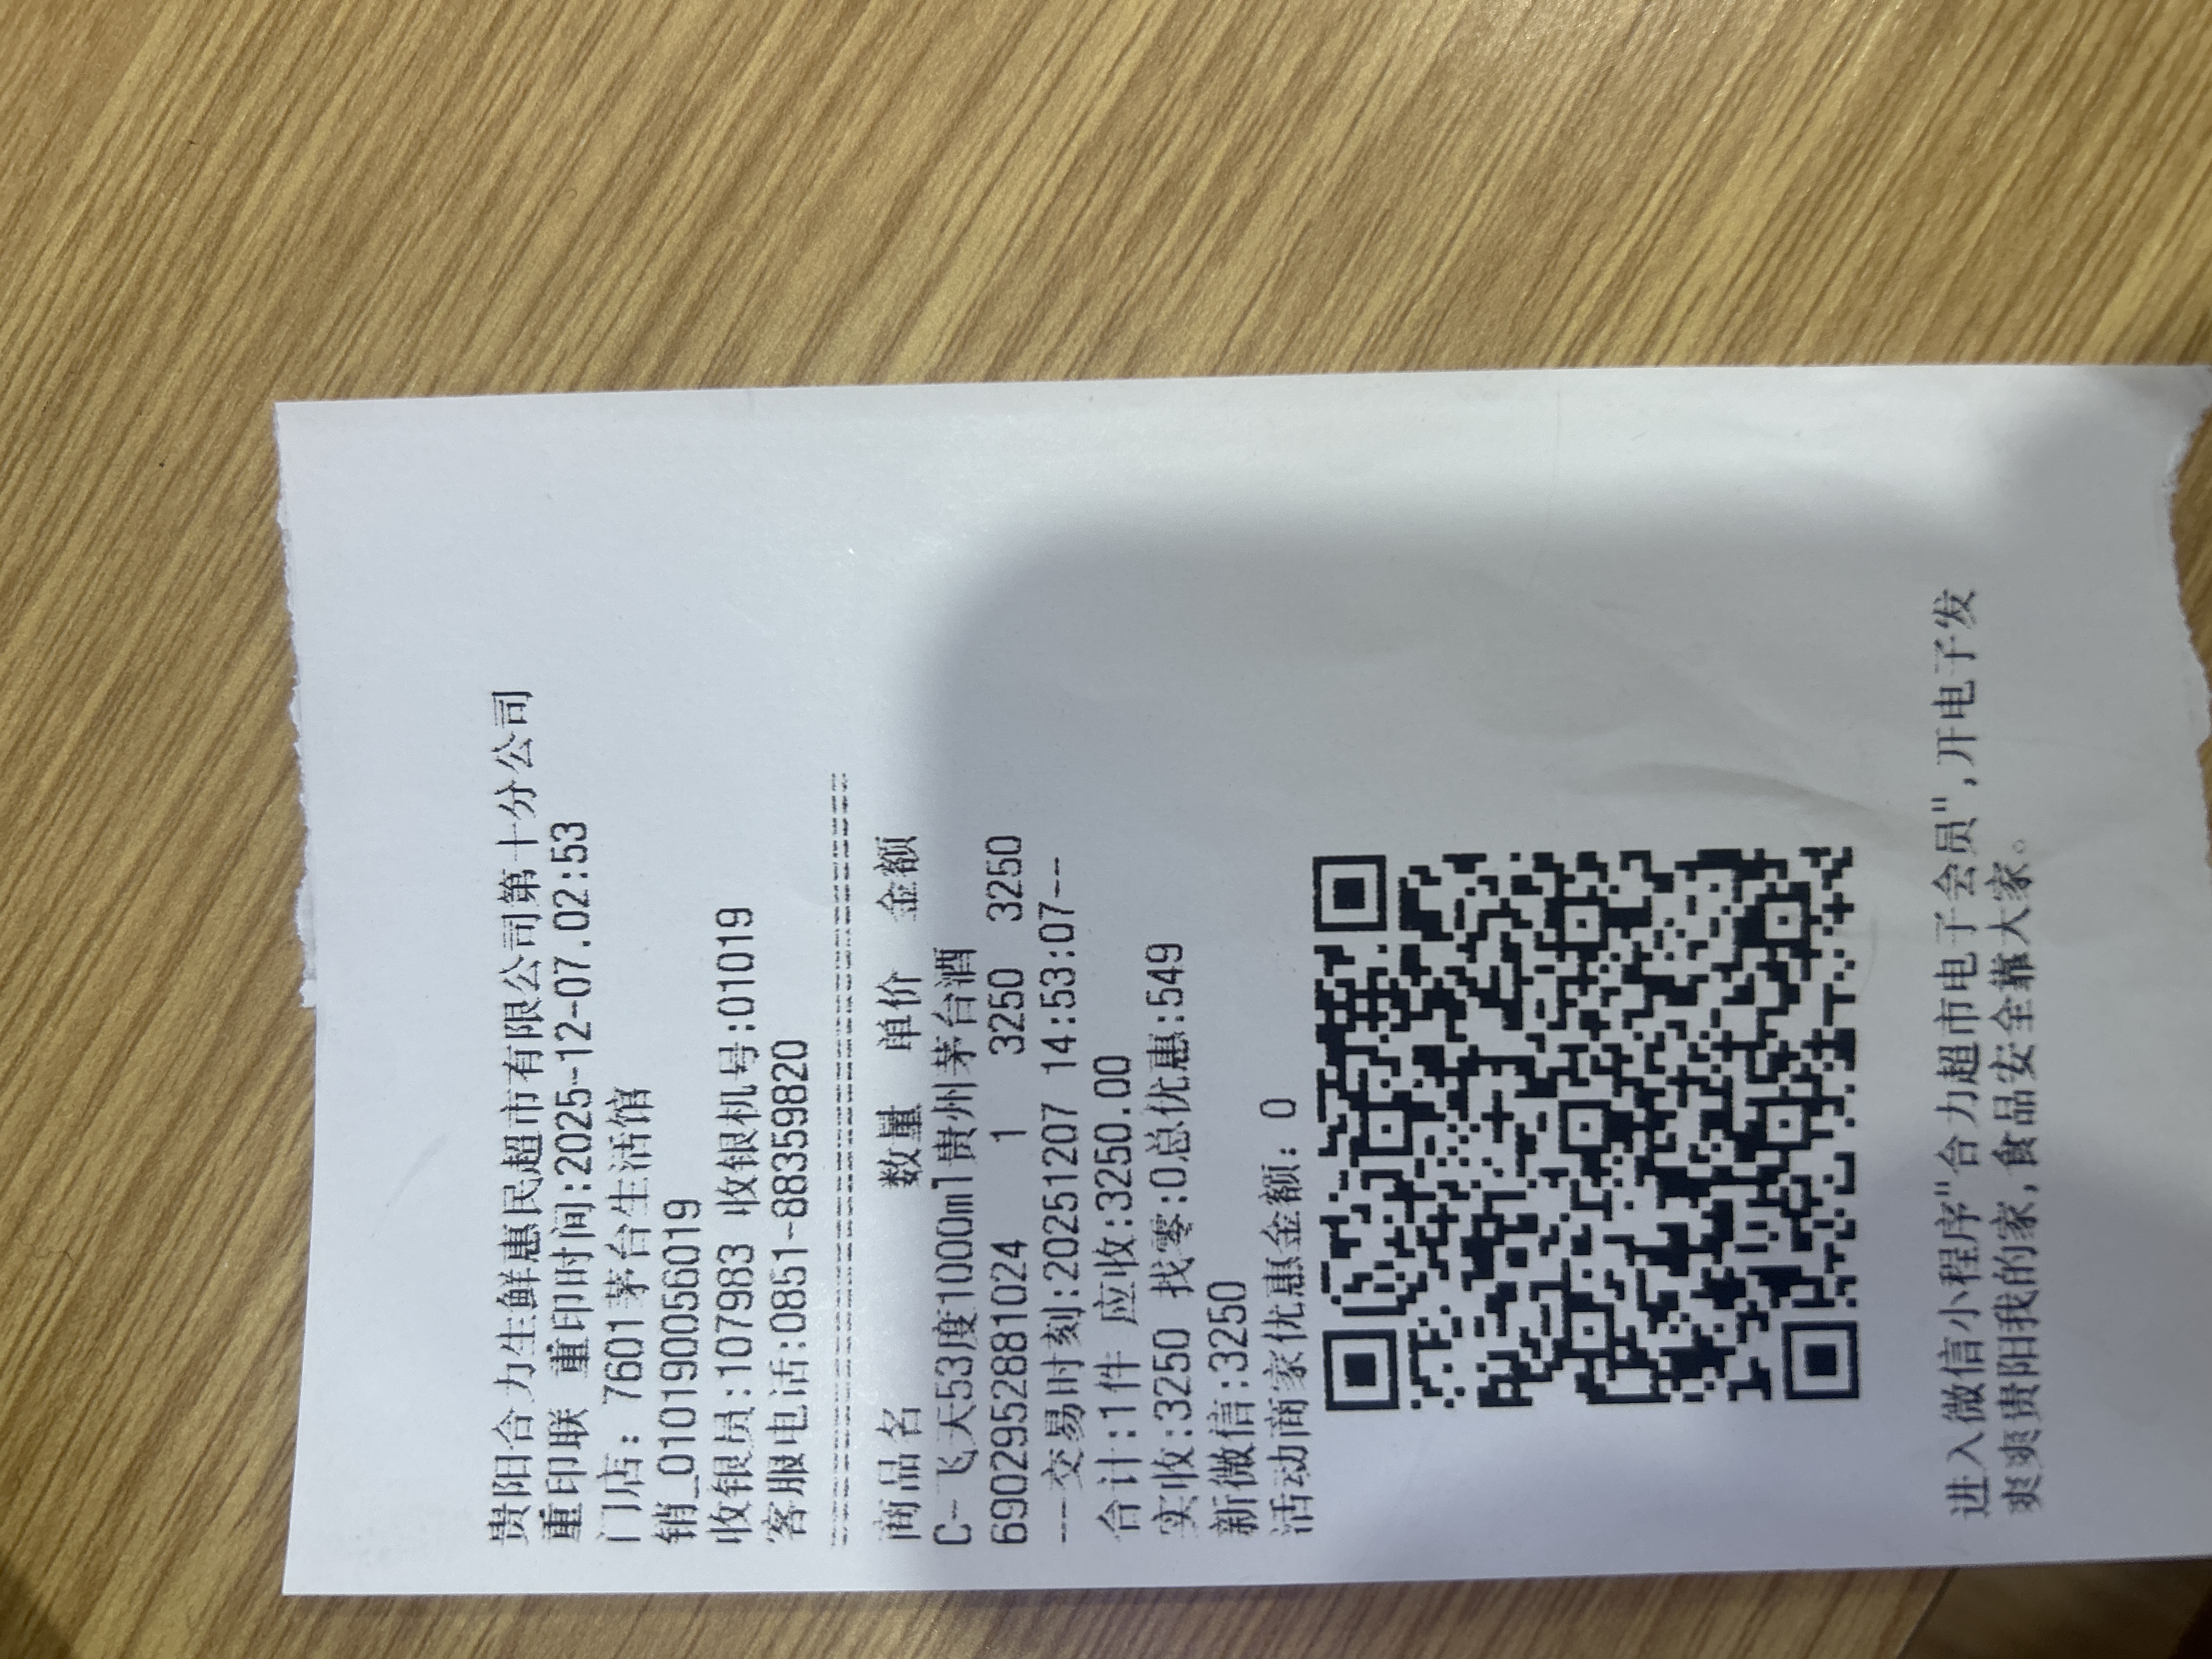 贵阳合力生鲜惠民超市有限公司第十分公司
重印联 重印时间:2025-12-07.02:53
门店: 7601茅台生活馆
销_010190056019
收银员:107983 收银机号:01019
客服电话:0851-88359820
================================
商品名 数量 单价 金额
C-飞天53度1000ml贵州茅台酒
6902952881024 1 3250 3250
---交易时刻:20251207 14:53:07--
合计:1件 应收:3250.00
实收:3250 找零:0总优惠:549
新微信:3250
活动商家优惠金额: 0
进入微信小程序"合力超市电子会员",开电子发
爽爽贵阳我的家,食品安全靠大家。